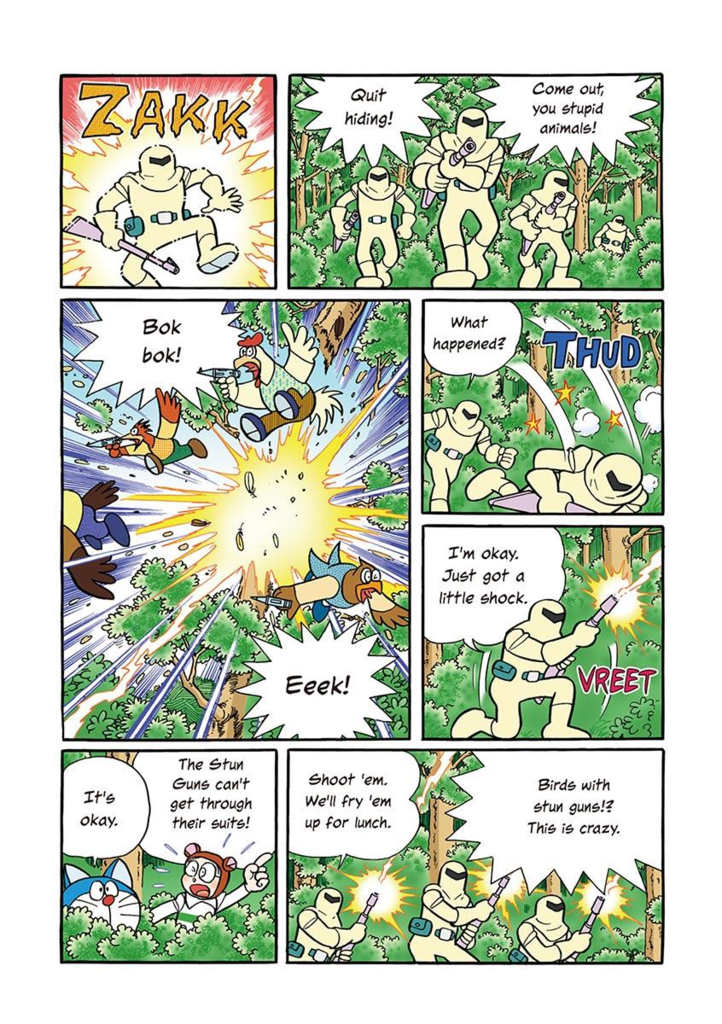 ZAKK
Quit
hiding!
Come out,
you stupid
animals!
Bok
bok!
What
happened?
THUD
I'm okay.
Just got a
little shock.
VREET
Eeek!
It's
okay.
The Stun
Guns can't
get through
their suits!
Shoot 'em.
We'll fry 'em
up for lunch.
Birds with
stun guns!?
This is crazy.